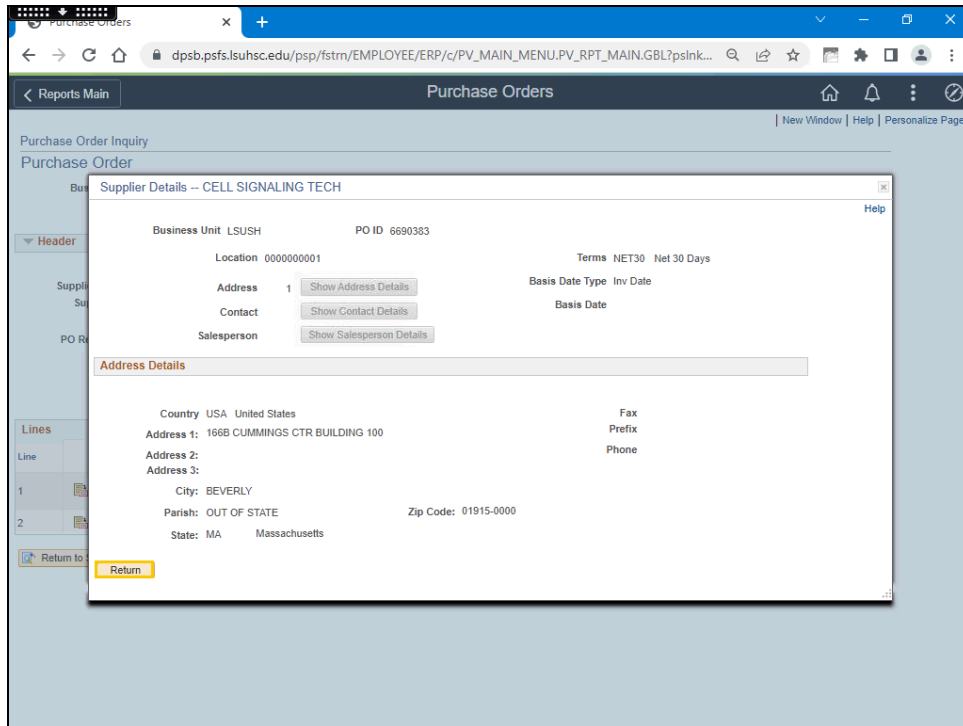 Purchase Orders
dpsb.psfs.lsuhsc.edu/psp/fstrn/EMPLOYEE/ERP/c/PV_MAIN_MENU.PV_RPT_MAIN.GBL?pslnk...
Reports Main
Purchase Orders
New Window | Help | Personalize Page
Purchase Order Inquiry
Purchase Order
Supplier Details -- CELL SIGNALING TECH
Help
Business Unit LSUSH PO ID 6690383
Header
Location 0000000001 Terms NET30 Net 30 Days
Address 1 Show Address Details Basis Date Type Inv Date
Contact Show Contact Details Basis Date
Salesperson Show Salesperson Details
Address Details
Country USA United States Fax
Address 1: 166B CUMMINGS CTR BUILDING 100 Prefix
Address 2: Phone
Address 3:
City: BEVERLY
Parish: OUT OF STATE Zip Code: 01915-0000
State: MA Massachusetts
Return
Lines
Line
1
2
Return to